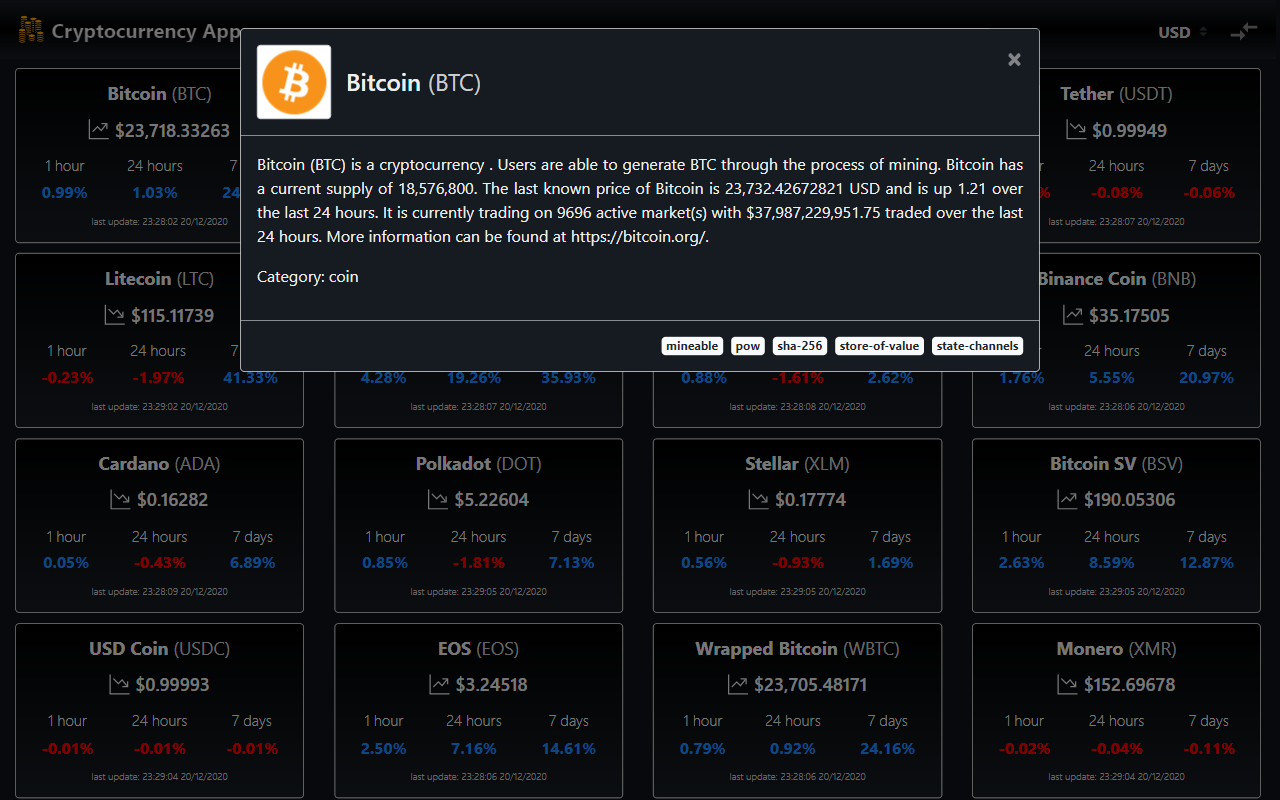 Cryptocurrency App
USD
Bitcoin (BTC)
×
Bitcoin (BTC) is a cryptocurrency . Users are able to generate BTC through the process of mining. Bitcoin has
a current supply of 18,576,800. The last known price of Bitcoin is 23,732.42672821 USD and is up 1.21 over
the last 24 hours. It is currently trading on 9696 active market(s) with $37,987,229,951.75 traded over the last
24 hours. More information can be found at https://bitcoin.org/.
Category: coin
mineable pow sha-256 store-of-value state-channels
Bitcoin (BTC)
$23,718.33263
1 hour 24 hours 7
0.99% 1.03% 24
last update: 23:28:02 20/12/2020
Tether (USDT)
$0.99949
24 hours 7 days
% -0.08% -0.06%
last update: 23:28:07 20/12/2020
Litecoin (LTC)
$115.11739
1 hour 24 hours 7
-0.23% -1.97% 41.33%
last update: 23:29:02 20/12/2020
4.28% 19.26% 35.93%
last update: 23:28:07 20/12/2020
0.88% -1.61% 2.62%
last update: 23:28:08 20/12/2020
Binance Coin (BNB)
$35.17505
24 hours 7 days
1.76% 5.55% 20.97%
last update: 23:28:06 20/12/2020
Cardano (ADA)
$0.16282
1 hour 24 hours 7 days
0.05% -0.43% 6.89%
last update: 23:28:09 20/12/2020
Polkadot (DOT)
$5.22604
1 hour 24 hours 7 days
0.85% -1.81% 7.13%
last update: 23:29:05 20/12/2020
Stellar (XLM)
$0.17774
1 hour 24 hours 7 days
0.56% -0.93% 1.69%
last update: 23:29:05 20/12/2020
Bitcoin SV (BSV)
$190.05306
1 hour 24 hours 7 days
2.63% 8.59% 12.87%
last update: 23:29:05 20/12/2020
USD Coin (USDC)
$0.99993
1 hour 24 hours 7 days
-0.01% -0.01% -0.01%
last update: 23:29:04 20/12/2020
EOS (EOS)
$3.24518
1 hour 24 hours 7 days
2.50% 7.16% 14.61%
last update: 23:28:06 20/12/2020
Wrapped Bitcoin (WBTC)
$23,705.48171
1 hour 24 hours 7 days
0.79% 0.92% 24.16%
last update: 23:28:06 20/12/2020
Monero (XMR)
$152.69678
1 hour 24 hours 7 days
-0.02% -0.04% -0.11%
last update: 23:29:04 20/12/2020